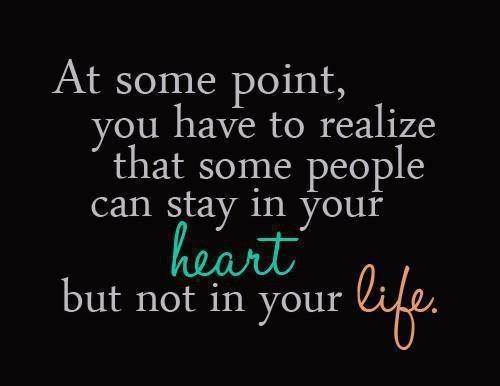 At some point,
you have to realize
that some people
can stay in your
heart
but not in your life.